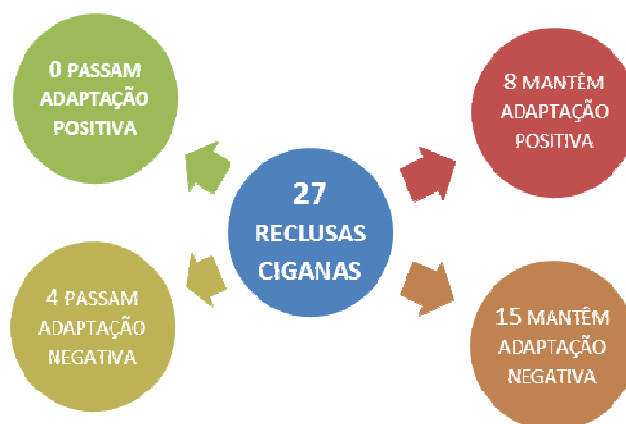 0 PASSAM
ADAPTAÇÃO
POSITIVA
8 MANTÊM
ADAPTAÇÃO
POSITIVA
27
RECLUSAS
CIGANAS
4 PASSAM
ADAPTAÇÃO
NEGATIVA
15 MANTÊM
ADAPTAÇÃO
NEGATIVA